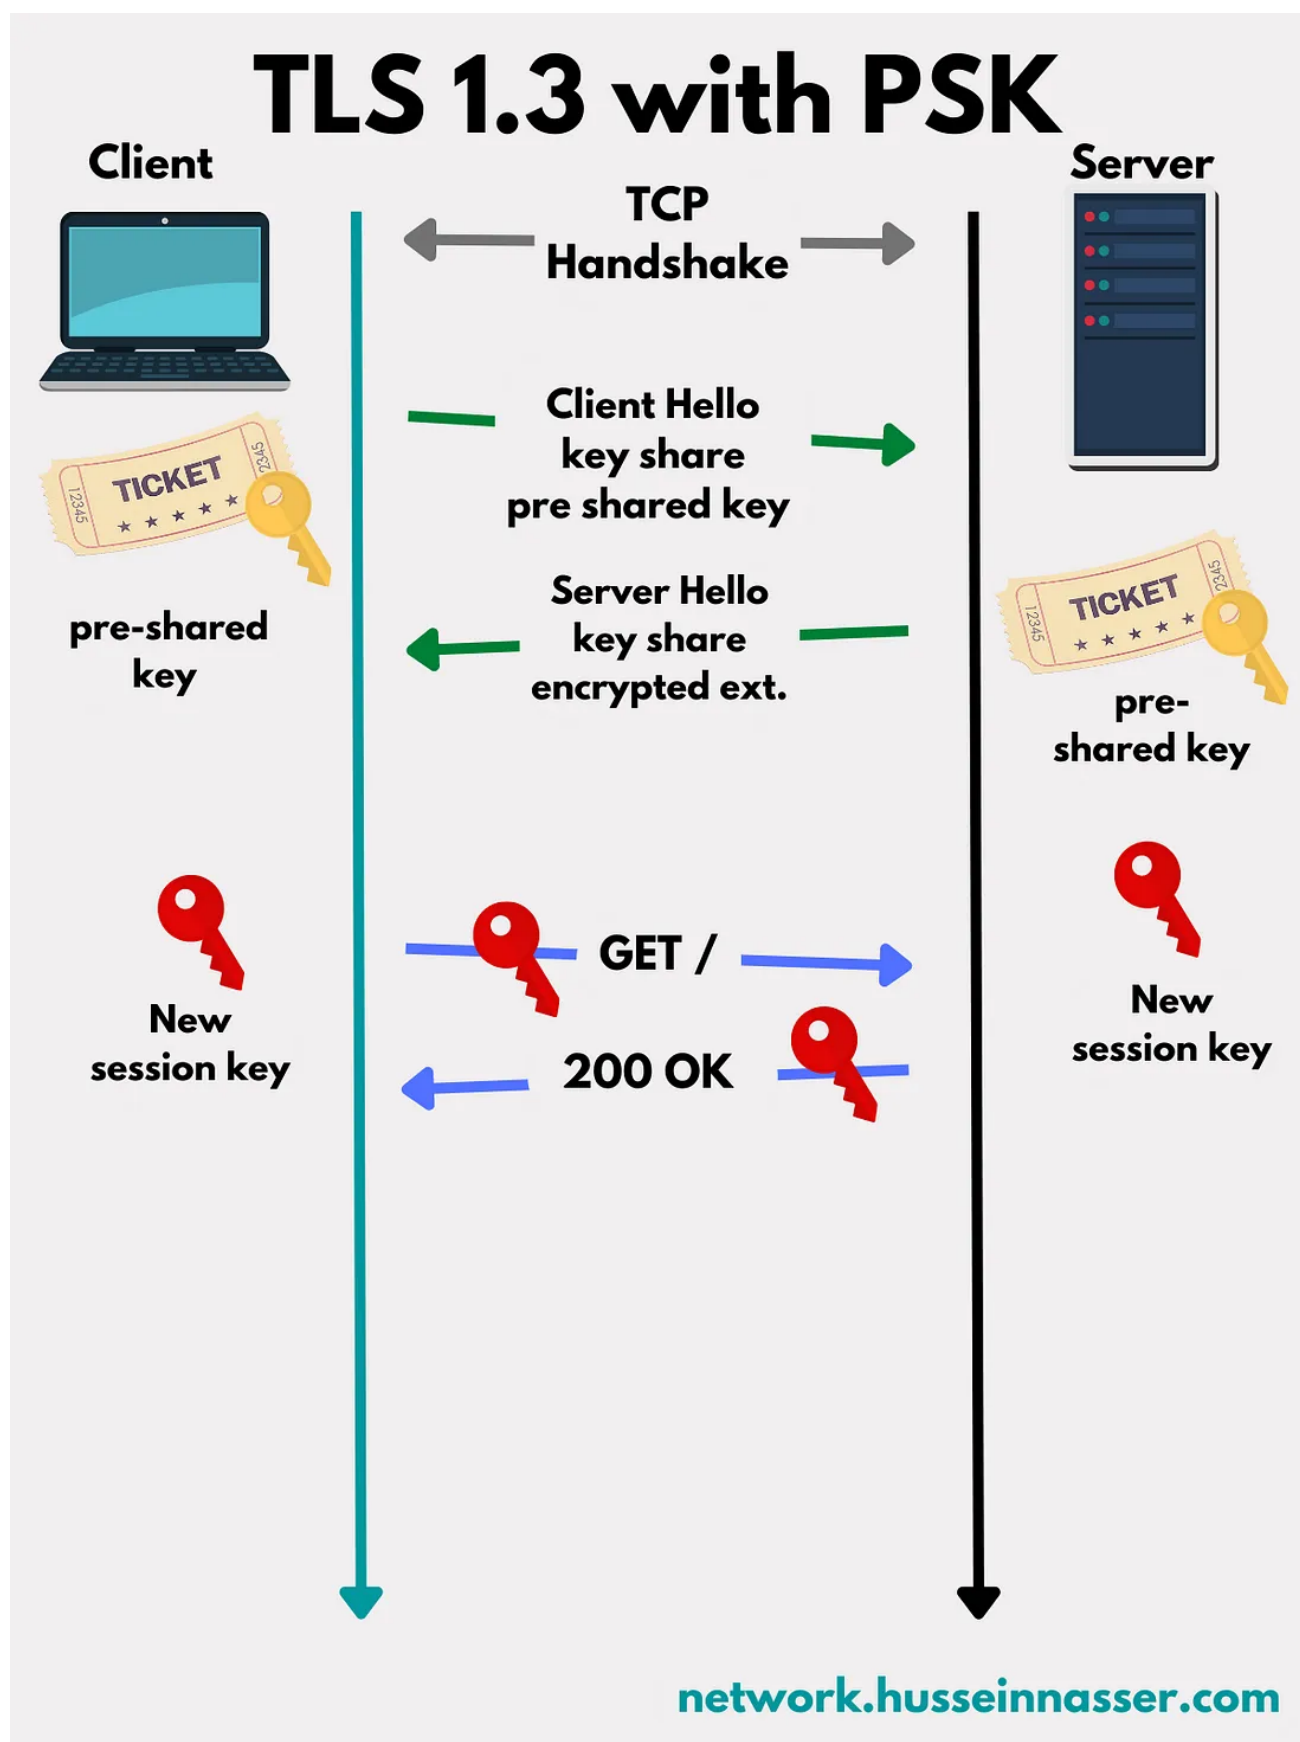 TLS 1.3 with PSK
Client
Server
TCP
Handshake
Client Hello
key share
pre shared key
TICKET
12345
2345
pre-shared
key
Server Hello
key share
encrypted ext.
TICKET
12345
2345
pre-
shared key
GET /
New
session key
200 OK
New
session key
network.husseinnasser.com